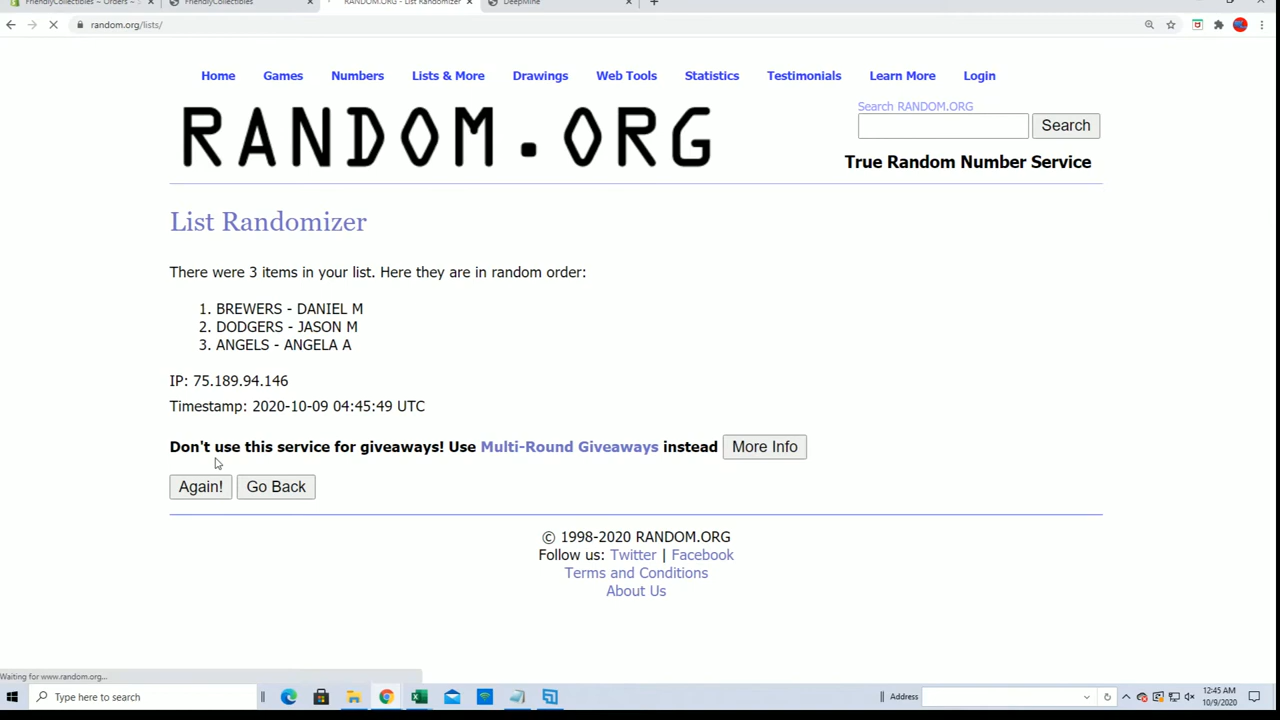 FriendlyCollectibles - Orders -
FriendlyCollectibles
RANDOM.ORG - List Randomizer
DeepMine
random.org/lists/
Home Games Numbers Lists & More Drawings Web Tools Statistics Testimonials Learn More Login
RANDOM.ORG
Search RANDOM.ORG
Search
True Random Number Service
List Randomizer
There were 3 items in your list. Here they are in random order:
1. BREWERS - DANIEL M
2. DODGERS - JASON M
3. ANGELS - ANGELA A
IP: 75.189.94.146
Timestamp: 2020-10-09 04:45:49 UTC
Don't use this service for giveaways! Use Multi-Round Giveaways instead More Info
Again! Go Back
© 1998-2020 RANDOM.ORG
Follow us: Twitter | Facebook
Terms and Conditions
About Us
Waiting for www.random.org...
Type here to search
Address
12:45 AM
10/9/2020